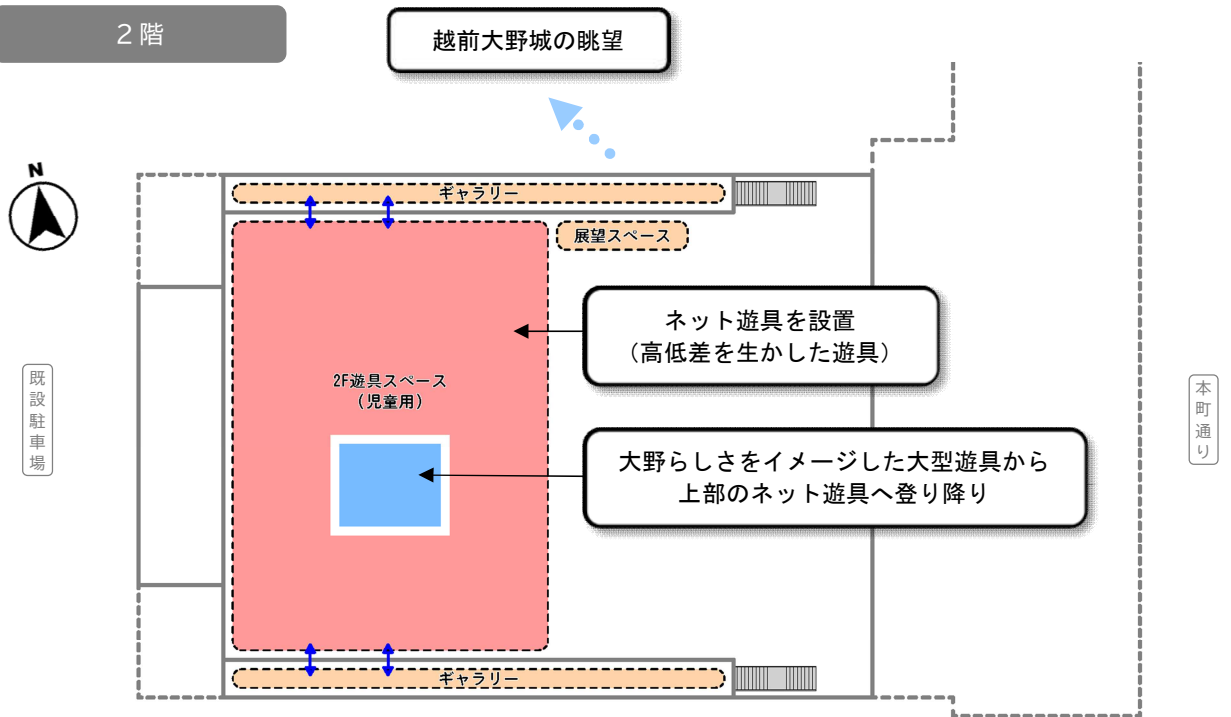 2階
越前大野城の眺望
N
ギャラリー
展望スペース
ネット遊具を設置
(高低差を生かした遊具)
2F遊具スペース
(児童用)
既設駐車場
本町通り
大野らしさをイメージした大型遊具から
上部のネット遊具へ登り降り
ギャラリー